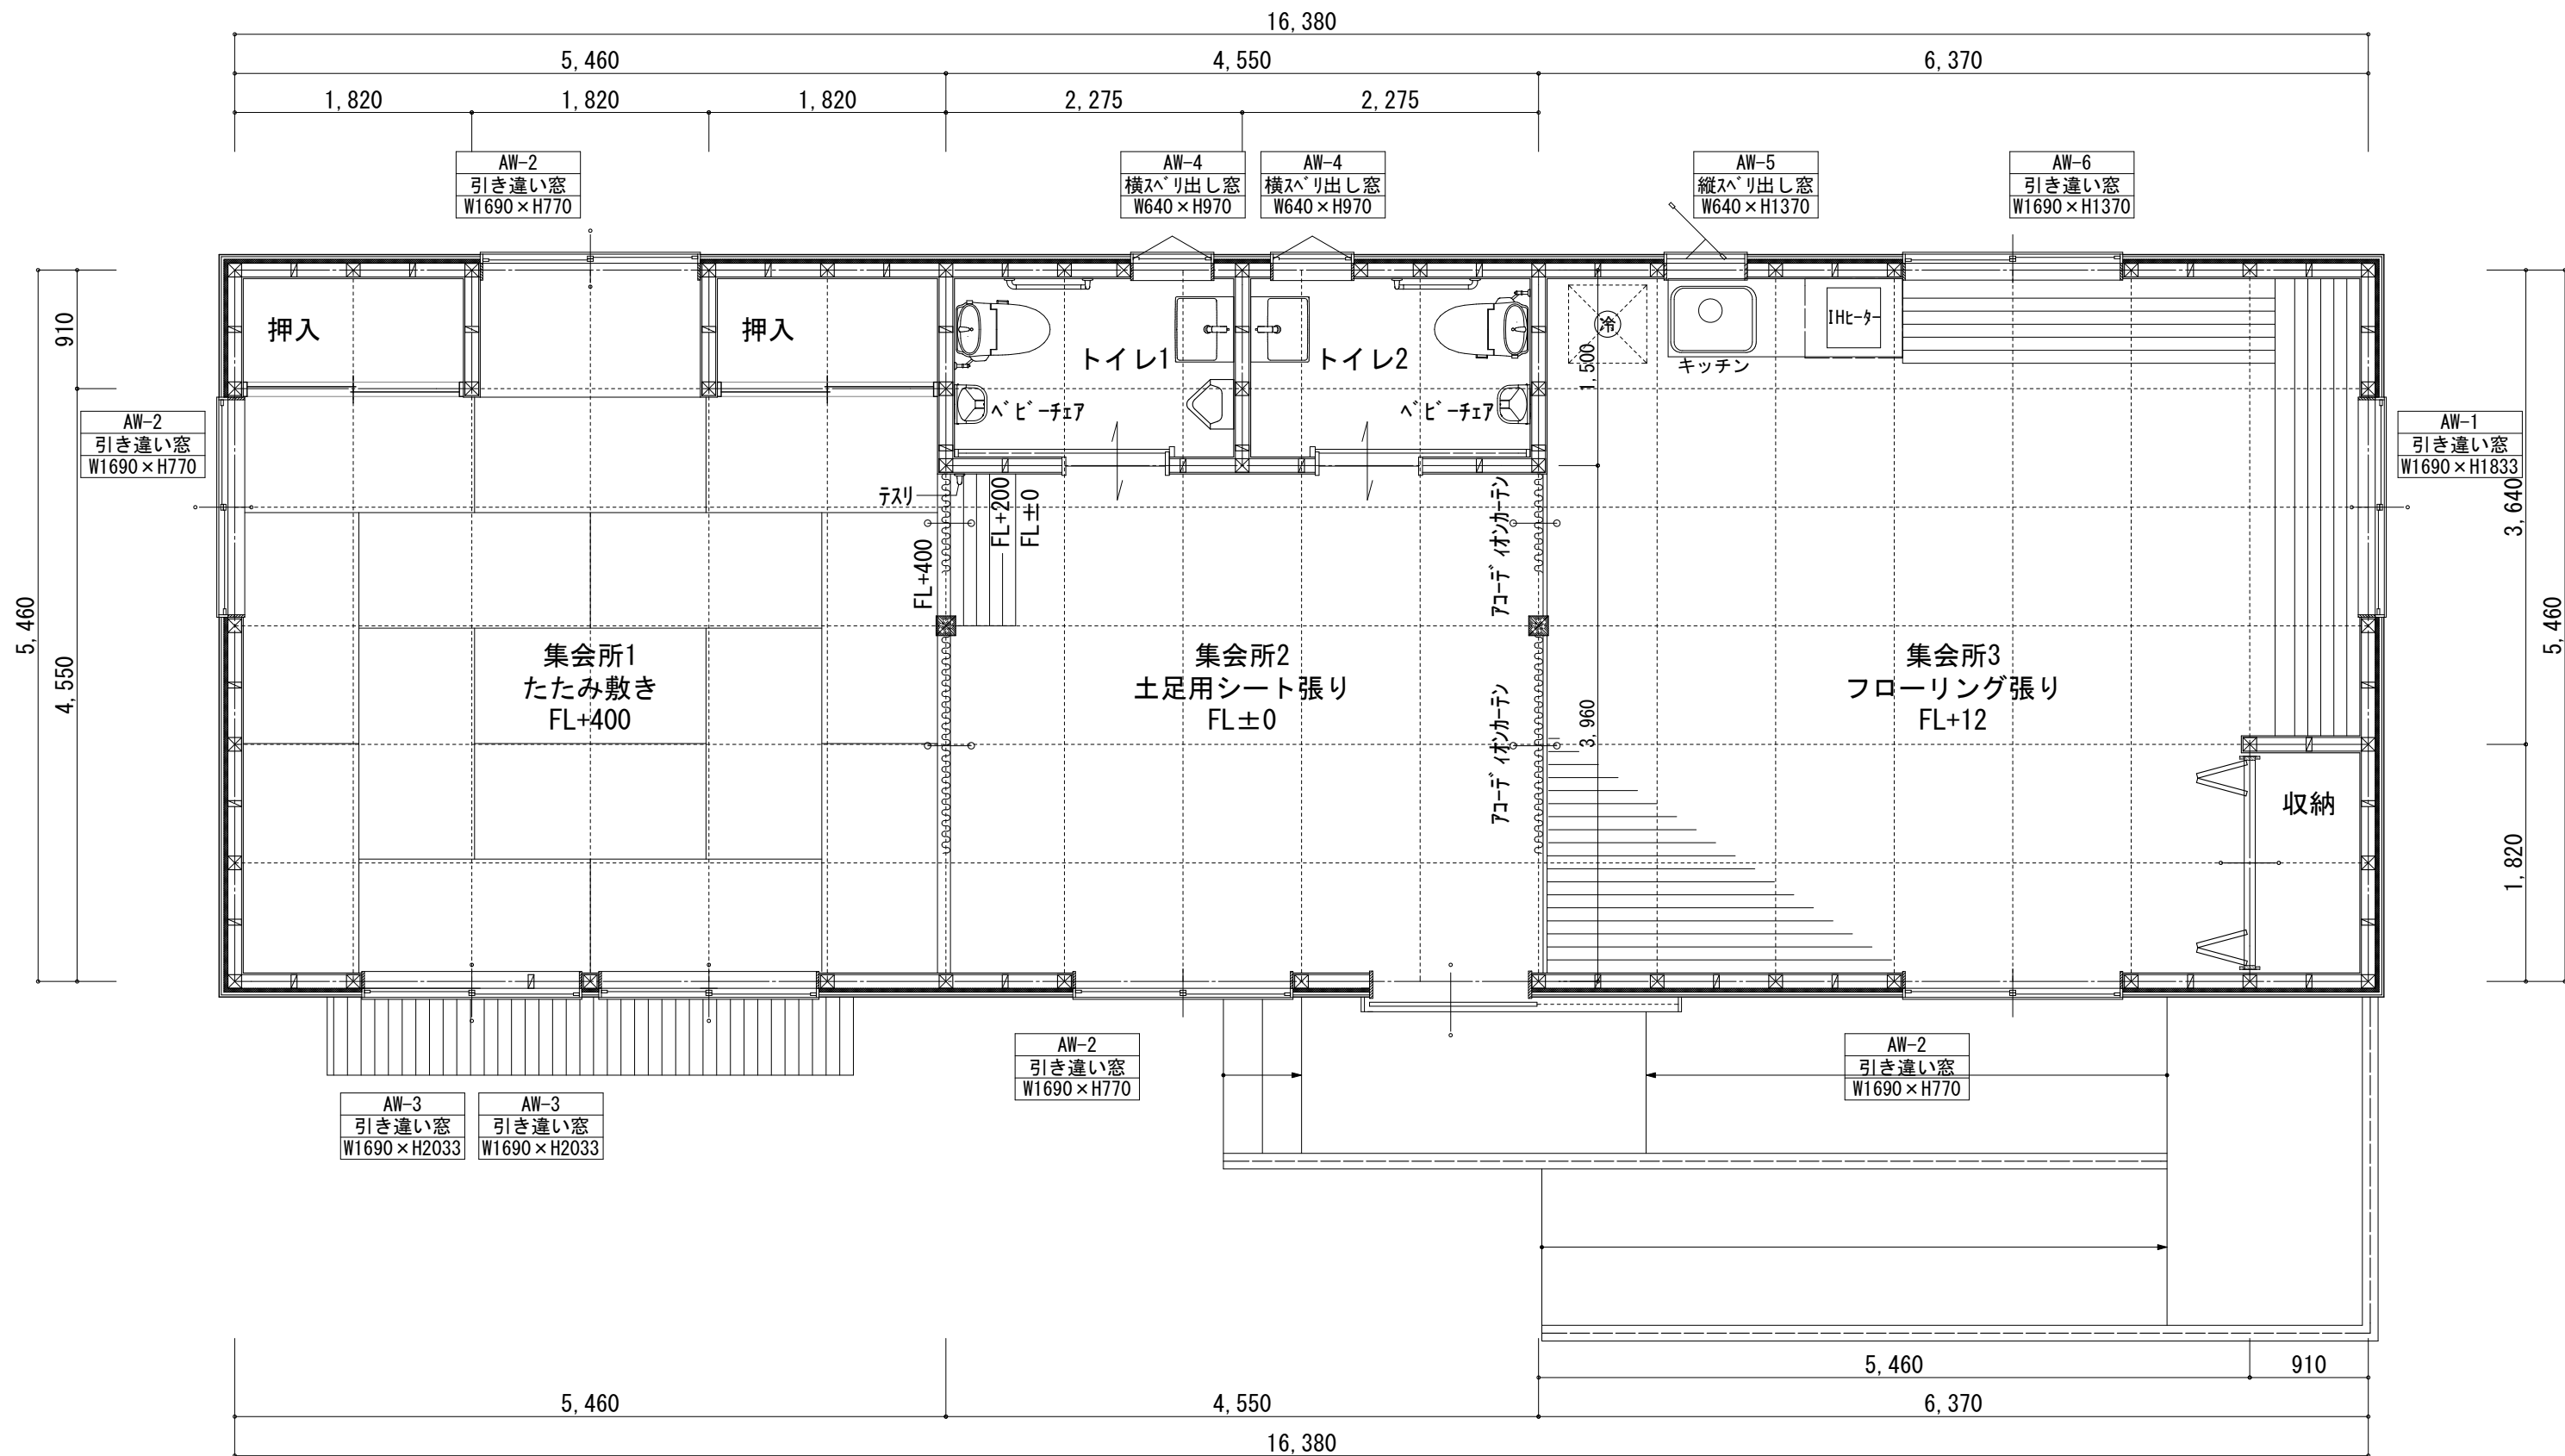 16,380
5,460
4,550
6,370
1,820
1,820
1,820
2,275
2,275
AW-2
引き違い窓
W1690×H770
AW-4
横スベリ出し窓
W640×H970
AW-4
横スベリ出し窓
W640×H970
AW-5
縦スベリ出し窓
W640×H1370
AW-6
引き違い窓
W1690×H1370
910
4,550
5,460
押入
押入
トイレ1
トイレ2
ベビーチェア
ベビーチェア
冷
キッチン
IHヒーター
1,500
3,960
AW-2
引き違い窓
W1690×H770
AW-1
引き違い窓
W1690×H1833
3,640
1,820
5,460
テスリ
FL+400
FL+200
FL±0
アコーディオンカーテン
アコーディオンカーテン
集会所1
たたみ敷き
FL+400
集会所2
土足用シート張り
FL±0
集会所3
フローリング張り
FL+12
収納
AW-3
引き違い窓
W1690×H2033
AW-3
引き違い窓
W1690×H2033
AW-2
引き違い窓
W1690×H770
AW-2
引き違い窓
W1690×H770
5,460
910
5,460
4,550
6,370
16,380